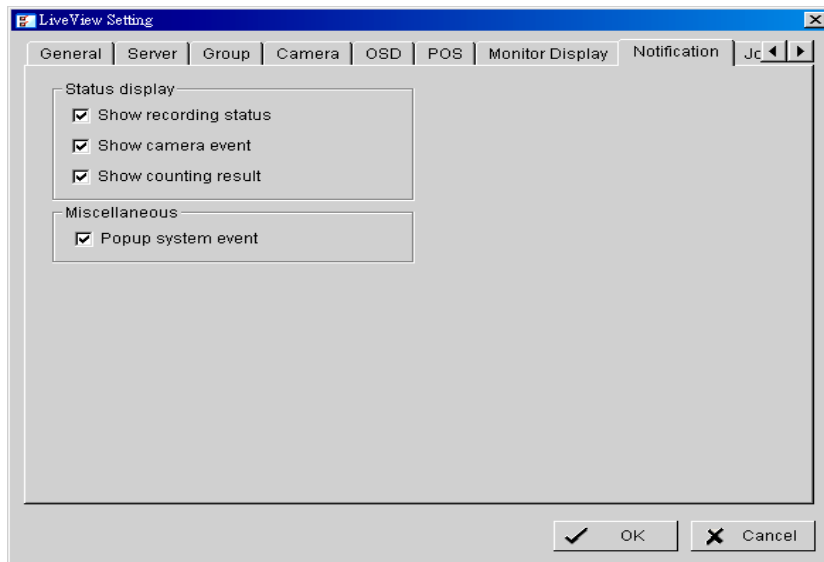 LiveView Setting
General Server Group Camera OSD POS Monitor Display Notification
Status display
Show recording status
Show camera event
Show counting result
Miscellaneous
Popup system event
OK Cancel